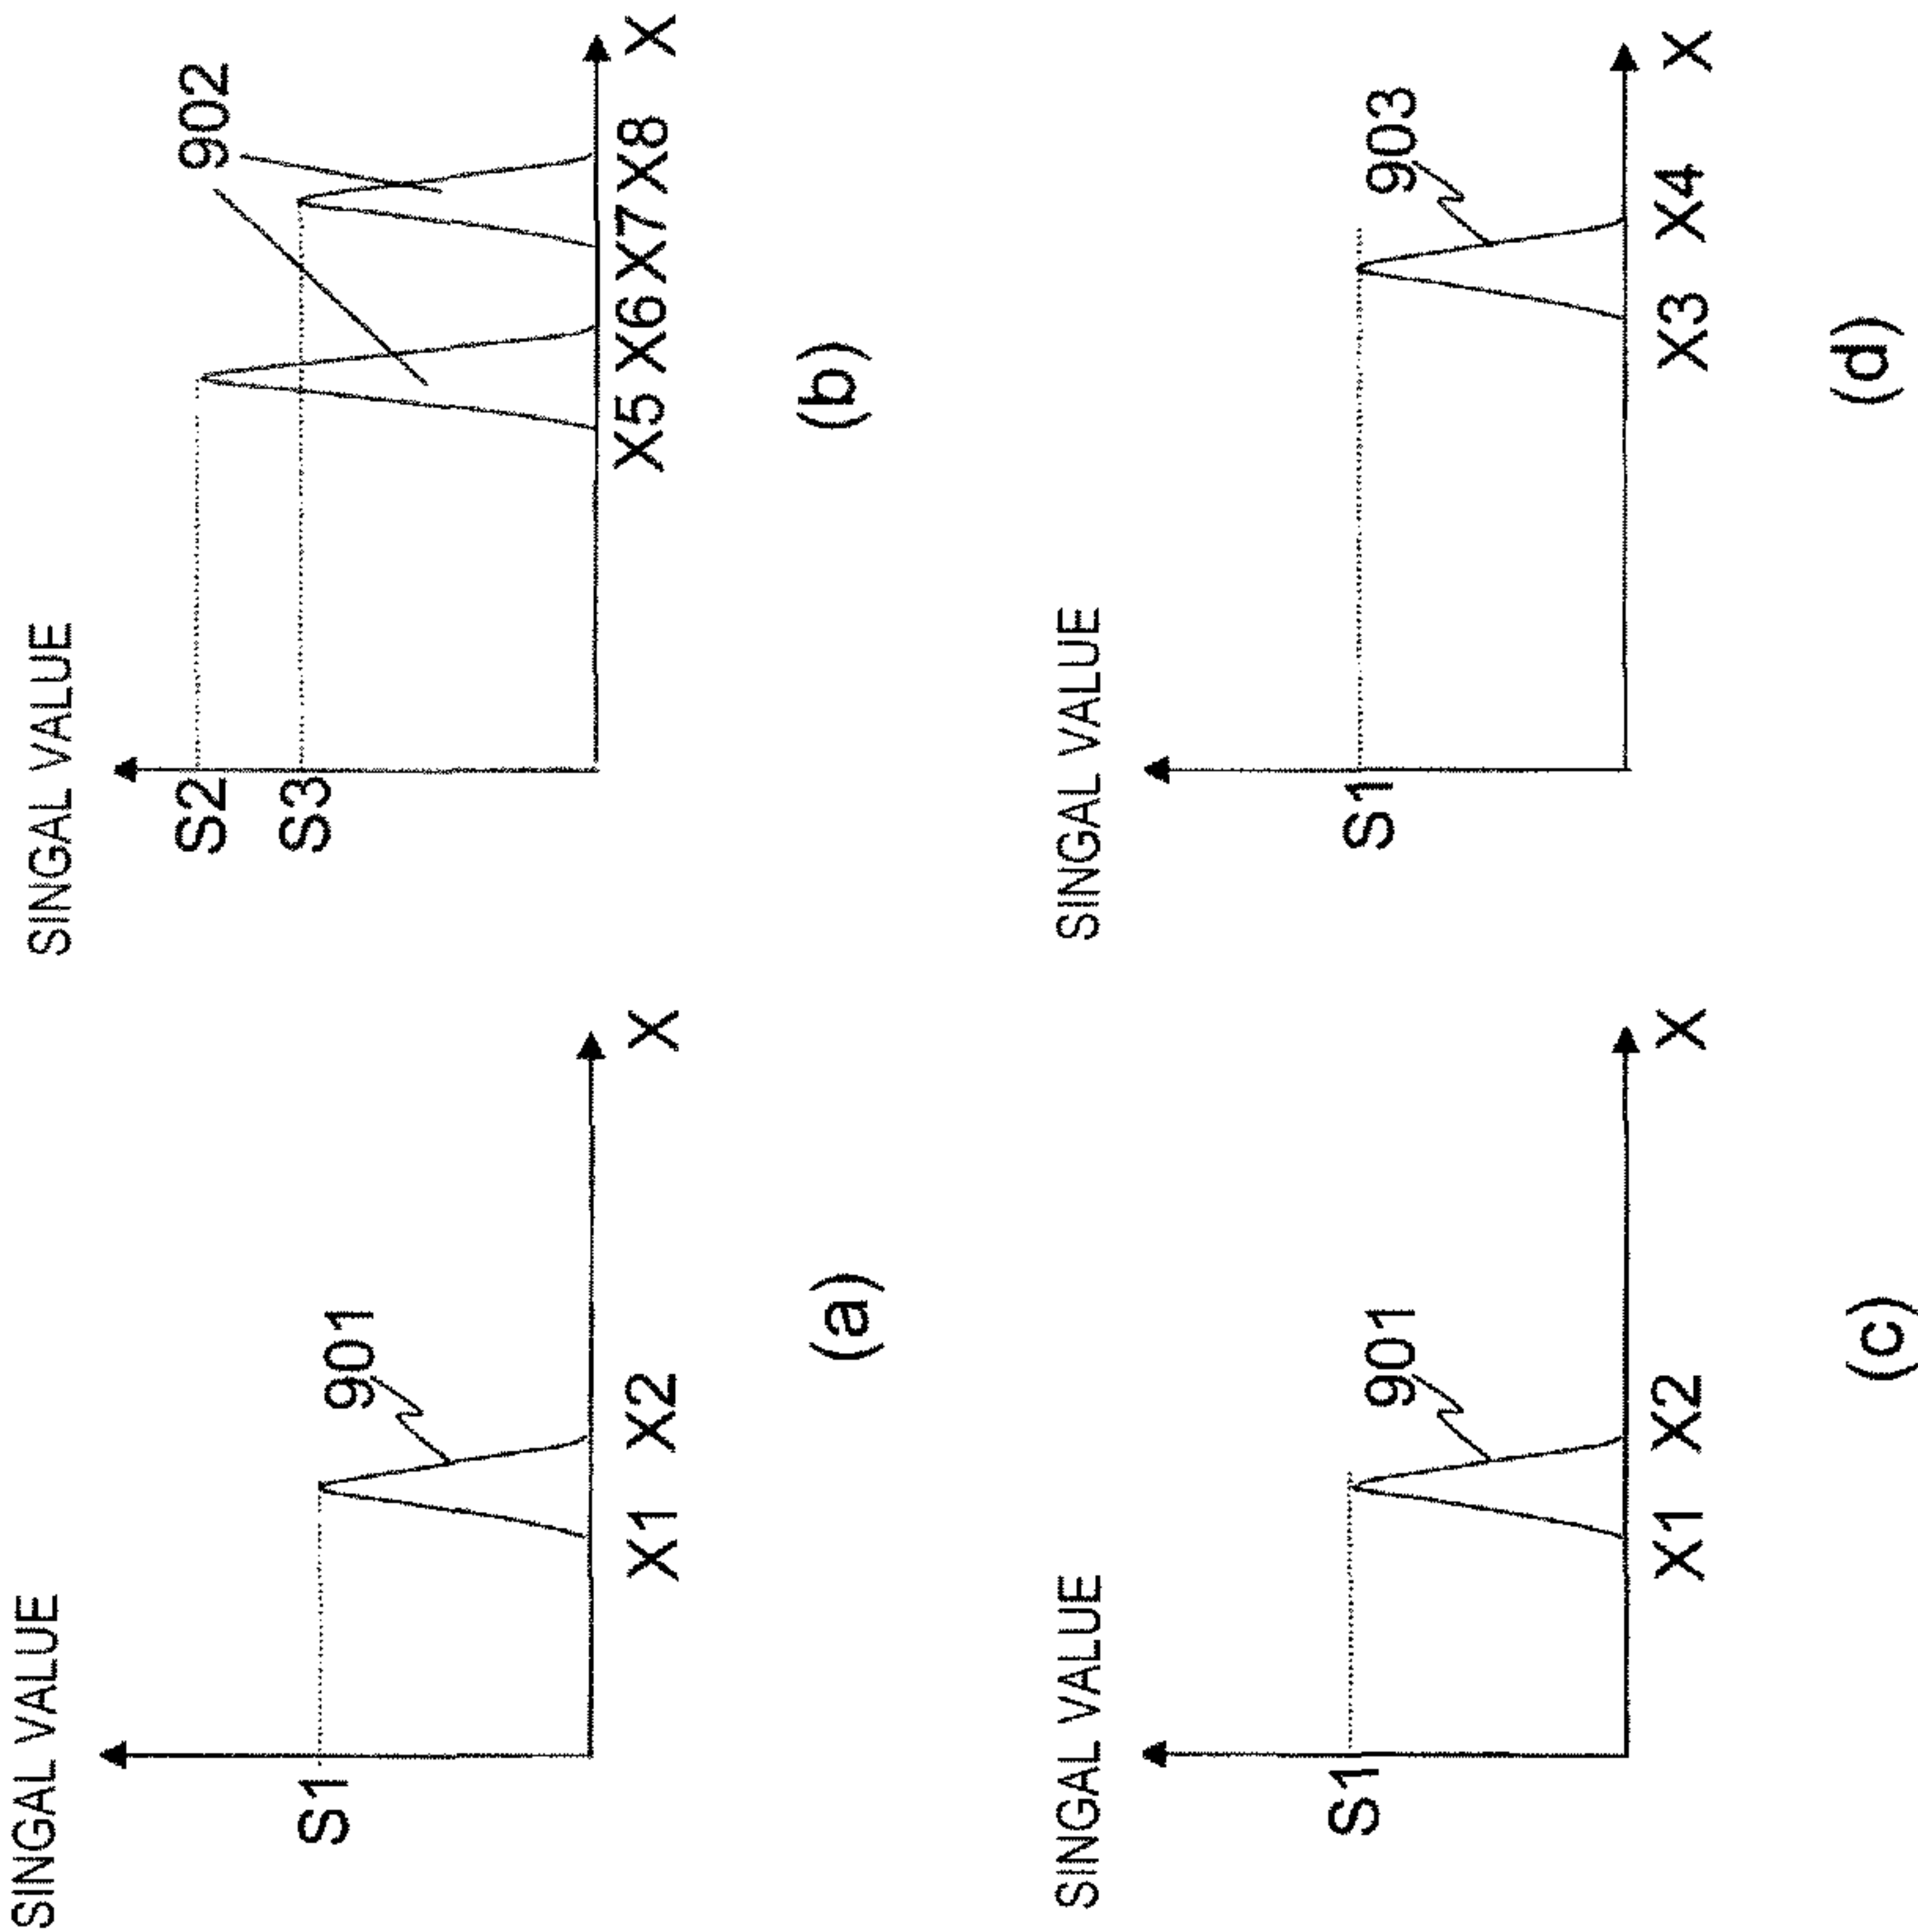 SINGAL VALUE
S1
901
X1 X2
X
(a)
SINGAL VALUE
S2
S3
902
X5 X6 X7 X8
X
(b)
SINGAL VALUE
S1
901
X1 X2
X
(c)
SINGAL VALUE
S1
903
X3 X4
X
(d)